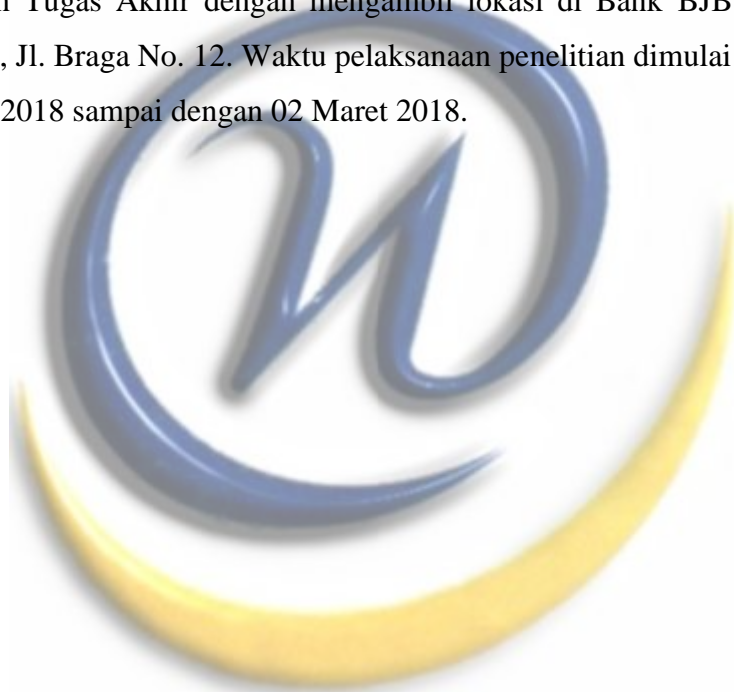 Tugas Akhir dengan mengambil lokasi di Bank BJB
, Jl. Braga No. 12. Waktu pelaksanaan penelitian dimulai
2018 sampai dengan 02 Maret 2018.